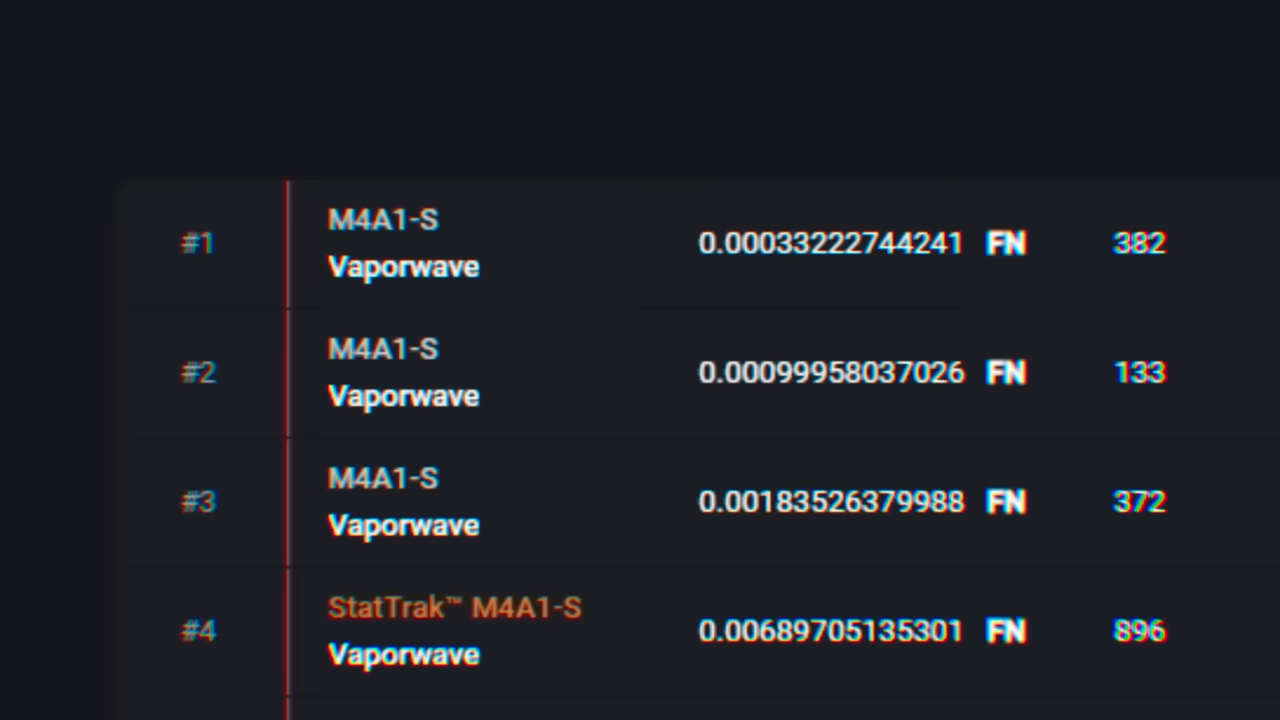 #1
M4A1-S
Vaporwave
0.00033222744241 FN 382
#2
M4A1-S
Vaporwave
0.00099958037026 FN 133
#3
M4A1-S
Vaporwave
0.00183526379988 FN 372
#4
StatTrak™ M4A1-S
Vaporwave
0.00689705135301 FN 896